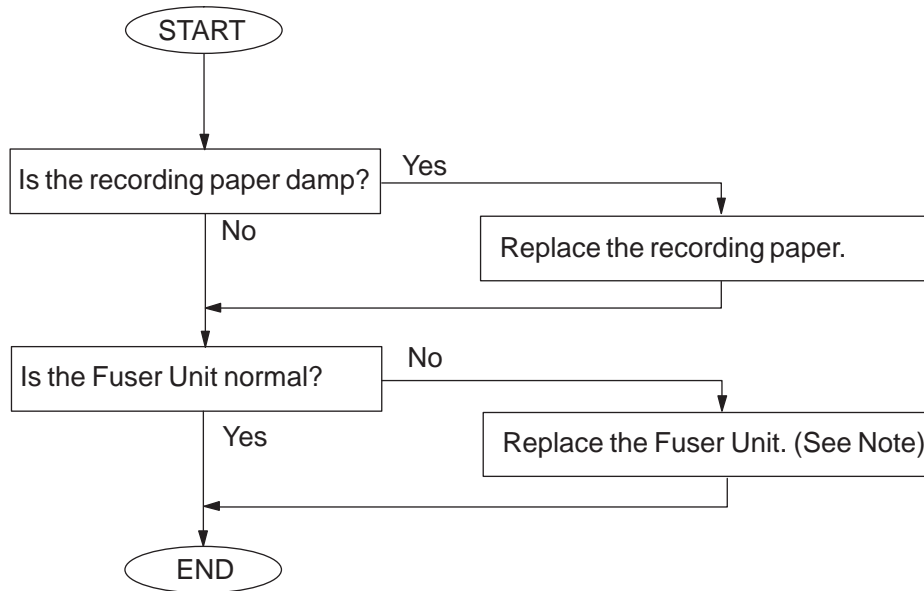 START
Is the recording paper damp?
Yes
No
Replace the recording paper.
Is the Fuser Unit normal?
No
Yes
Replace the Fuser Unit. (See Note)
END